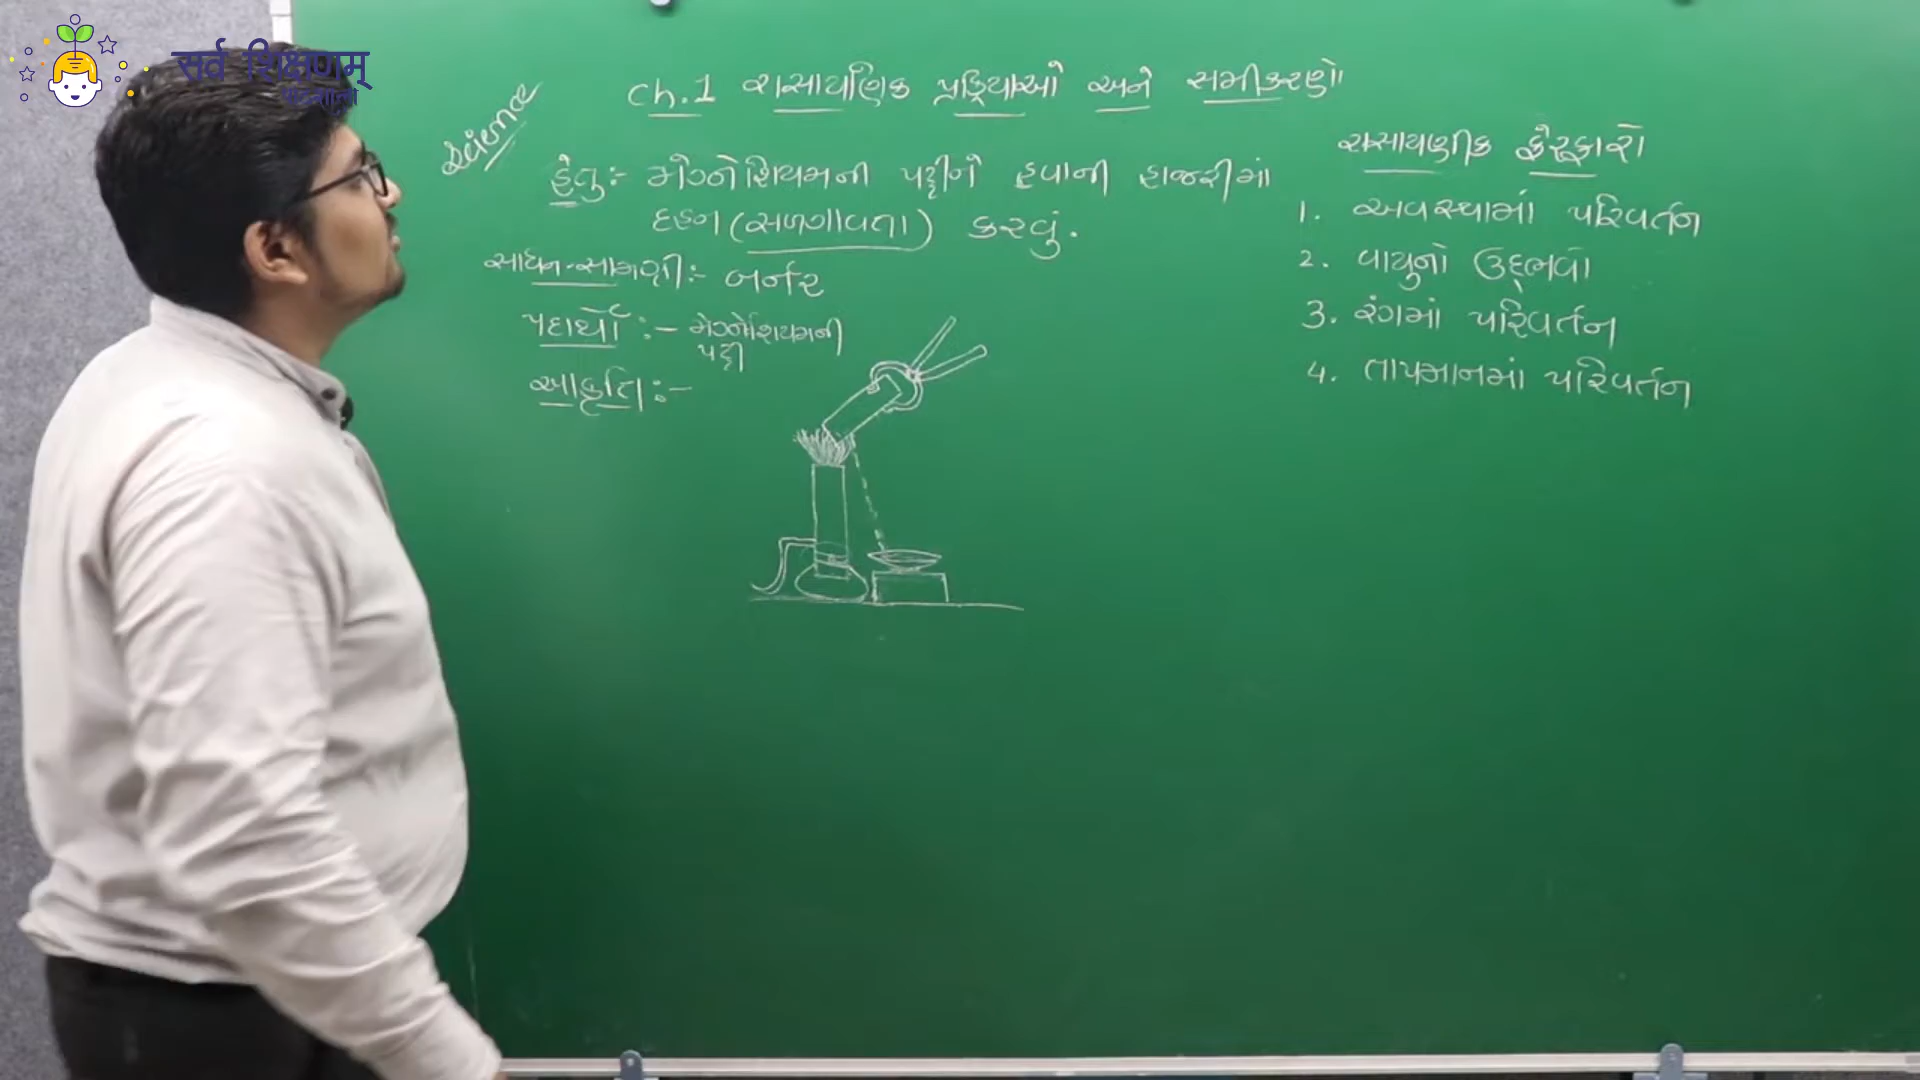 सर्व शिक्षणम्
पाठशाला
Science
Ch.1 રાસાયણિક પ્રક્રિયાઓ અને સમીકરણો
હેતુ:- મેગ્નેશિયમની પટ્ટીને હવાની હાજરીમાં
દહન (સળગાવતા) કરવું.
સાધન-સામગ્રી:- બર્નર
પદાર્થો :- મેગ્નેશિયમની
પટ્ટી
આકૃતિ:-
રાસાયણીક ફેરફારો
1. અવસ્થામાં પરિવર્તન
2. વાયુનો ઉદ્દભવ
3. રંગમાં પરિવર્તન
4. તાપમાનમાં પરિવર્તન